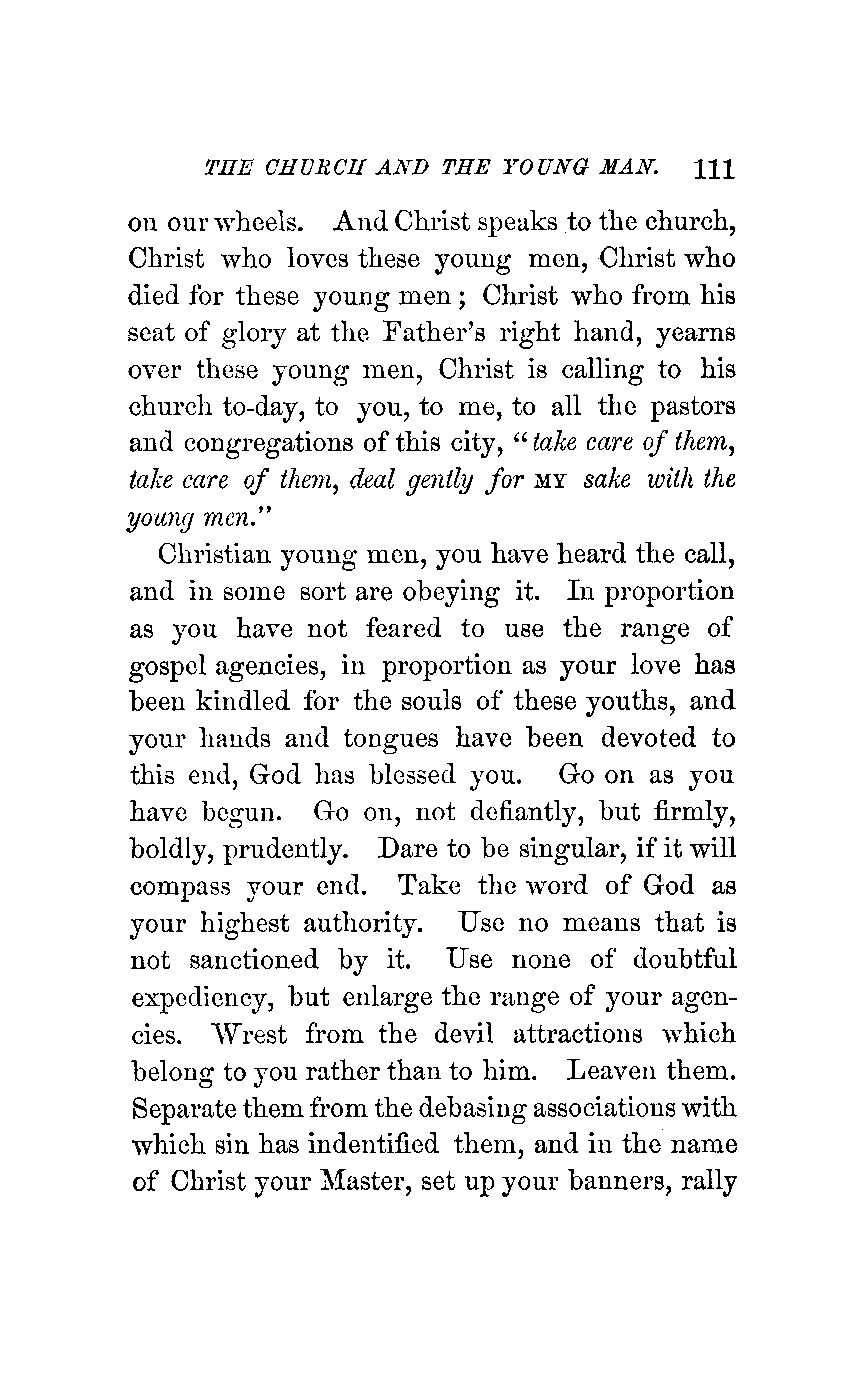 THE CHURCH AND THE YOUNG MAN. 111
on our wheels. And Christ speaks to the church,
Christ who loves these young men, Christ who
died for these young men; Christ who from his
seat of glory at the Father's right hand, yearns
over these young men, Christ is calling to his
church to-day, to you, to me, to all the pastors
and congregations of this city, "take care of them,
take care of them, deal gently for MY sake with the
young men."
Christian young men, you have heard the call,
and in some sort are obeying it. In proportion
as you have not feared to use the range of
gospel agencies, in proportion as your love has
been kindled for the souls of these youths, and
your hands and tongues have been devoted to
this end, God has blessed you. Go on as you
have begun. Go on, not defiantly, but firmly,
boldly, prudently. Dare to be singular, if it will
compass your end. Take the word of God as
your highest authority. Use no means that is
not sanctioned by it. Use none of doubtful
expediency, but enlarge the range of your agen-
cies. Wrest from the devil attractions which
belong to you rather than to him. Leaven them.
Separate them from the debasing associations with
which sin has indentified them, and in the name
of Christ your Master, set up your banners, rally